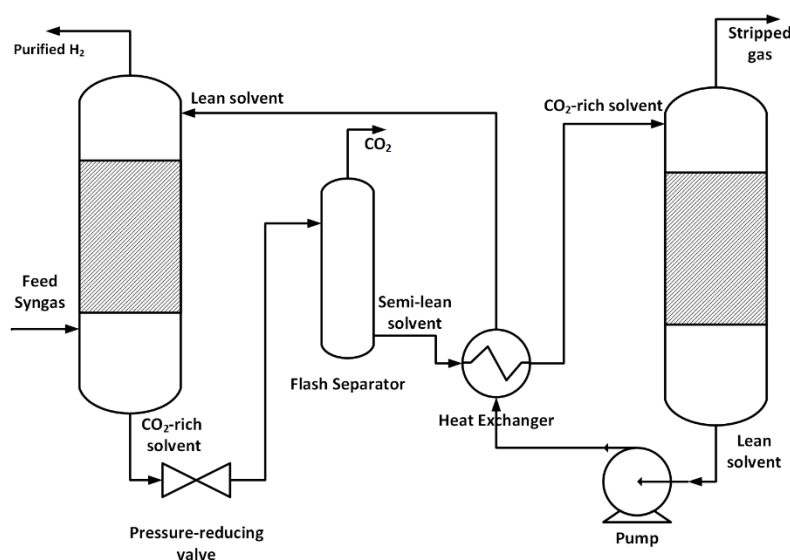 Purified H₂
Lean solvent
CO₂
CO₂-rich solvent
Stripped
gas
Feed
Syngas
Semi-lean
solvent
Flash Separator
Heat Exchanger
CO₂-rich
solvent
Lean
solvent
Pressure-reducing
valve
Pump